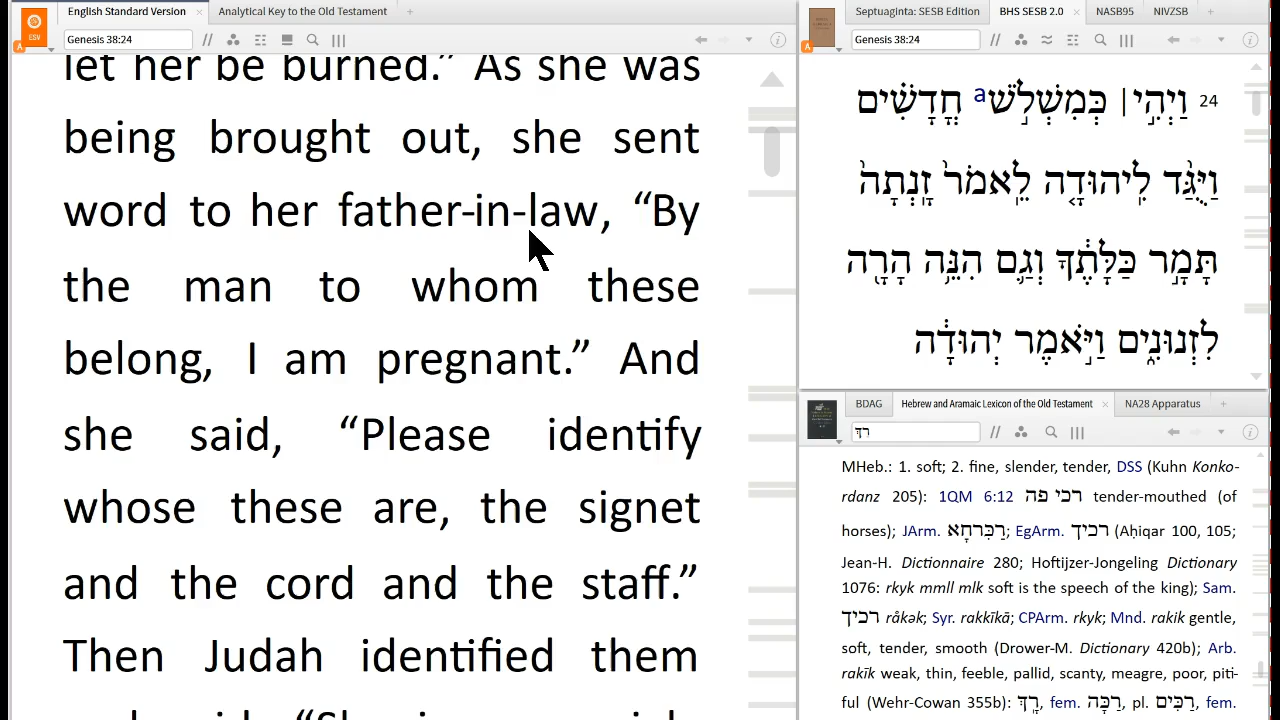 English Standard Version
Analytical Key to the Old Testament
ESV
Genesis 38:24
let her be burned.” As she was
being brought out, she sent
word to her father-in-law, “By
the man to whom these
belong, I am pregnant.” And
she said, “Please identify
whose these are, the signet
and the cord and the staff.”
Then Judah identified them
Septuaginta: SESB Edition
BHS SESB 2.0
NASB95
NIVZSB
Genesis 38:24
24 וַיְהִ֣י׀ כְּמִשְׁלֹ֣שׁa חֳדָשִׁ֗ים
וַיֻּגַּ֨ד לִֽיהוּדָ֤ה לֵֽאמֹר֙ זָֽנְתָה֙
תָּמָ֣ר כַּלָּתֶ֔ךָ וְגַ֛ם הִנֵּ֥ה הָרָ֖ה
לִזְנוּנִ֑ים וַיֹּ֣אמֶר יְהוּדָ֔ה
BDAG
Hebrew and Aramaic Lexicon of the Old Testament
NA28 Apparatus
רךְ
MHeb.: 1. soft; 2. fine, slender, tender, DSS (Kuhn Konko-
rdanz 205): 1QM 6:12 רכי פה tender-mouthed (of
horses); JArm. רַכִּרחָא; EgArm. רכיך (Aḥiqar 100, 105;
Jean-H. Dictionnaire 280; Hoftijzer-Jongeling Dictionary
1076: rkyk mmll mlk soft is the speech of the king); Sam.
רכיך råkək; Syr. rakkīkā; CPArm. rkyk; Mnd. rakik gentle,
soft, tender, smooth (Drower-M. Dictionary 420b); Arb.
rakīk weak, thin, feeble, pallid, scanty, meagre, poor, piti-
ful (Wehr-Cowan 355b): רָךְ, fem. רַכָּה, pl. רַכִּים, fem.